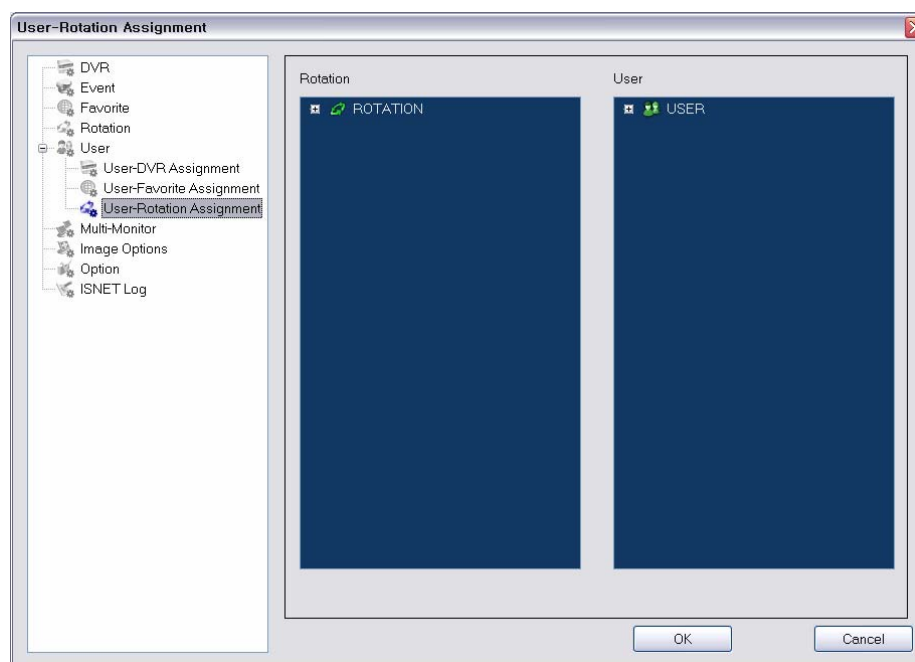 User-Rotation Assignment
DVR
Event
Favorite
Rotation
User
User-DVR Assignment
User-Favorite Assignment
User-Rotation Assignment
Multi-Monitor
Image Options
Option
ISNET Log
Rotation
ROTATION
User
USER
OK
Cancel